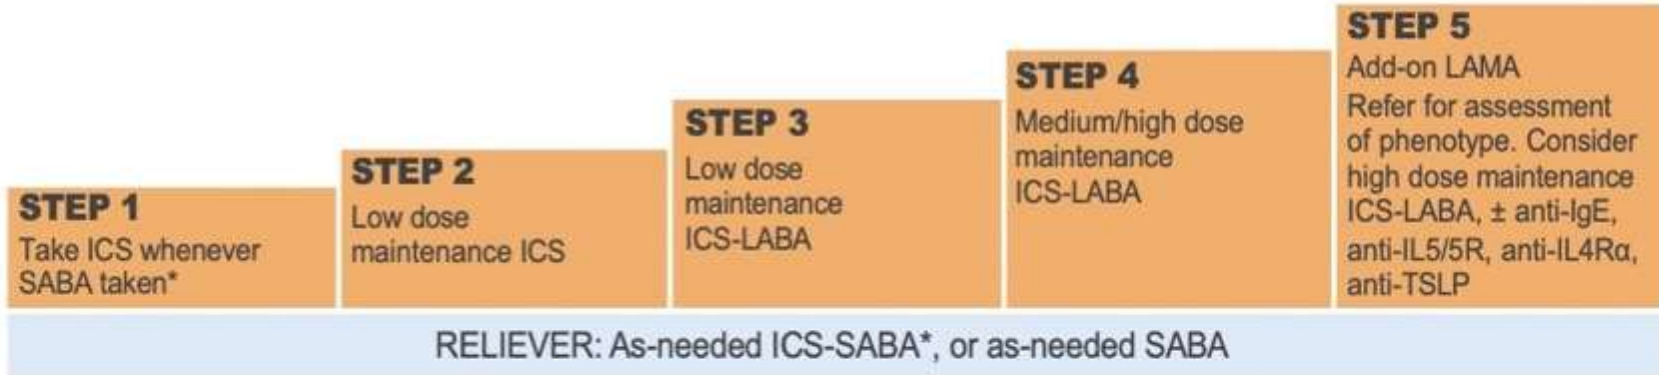 STEP 1
Take ICS whenever
SABA taken*
STEP 2
Low dose
maintenance ICS
STEP 3
Low dose
maintenance
ICS-LABA
STEP 4
Medium/high dose
maintenance
ICS-LABA
STEP 5
Add-on LAMA
Refer for assessment
of phenotype. Consider
high dose maintenance
ICS-LABA, ± anti-IgE,
anti-IL5/5R, anti-IL4Rα,
anti-TSLP
RELIEVER: As-needed ICS-SABA*, or as-needed SABA